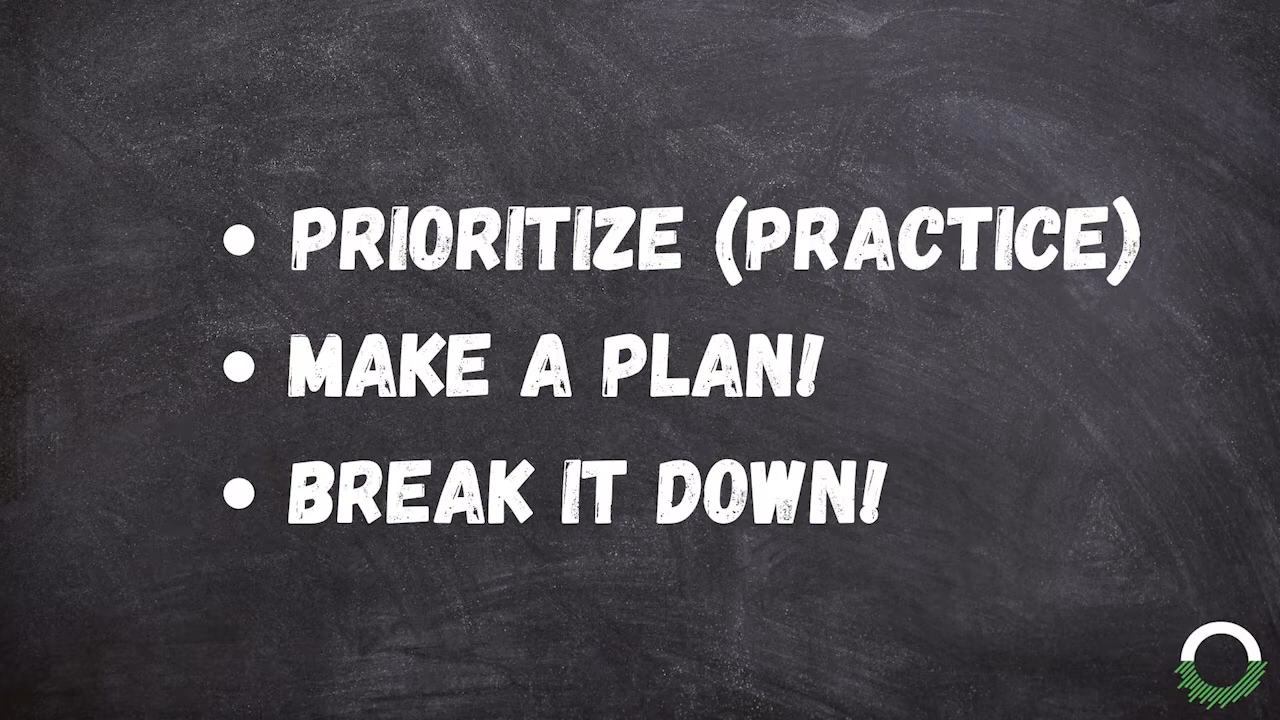 • PRIORITIZE (PRACTICE)
• MAKE A PLAN!
• BREAK IT DOWN!